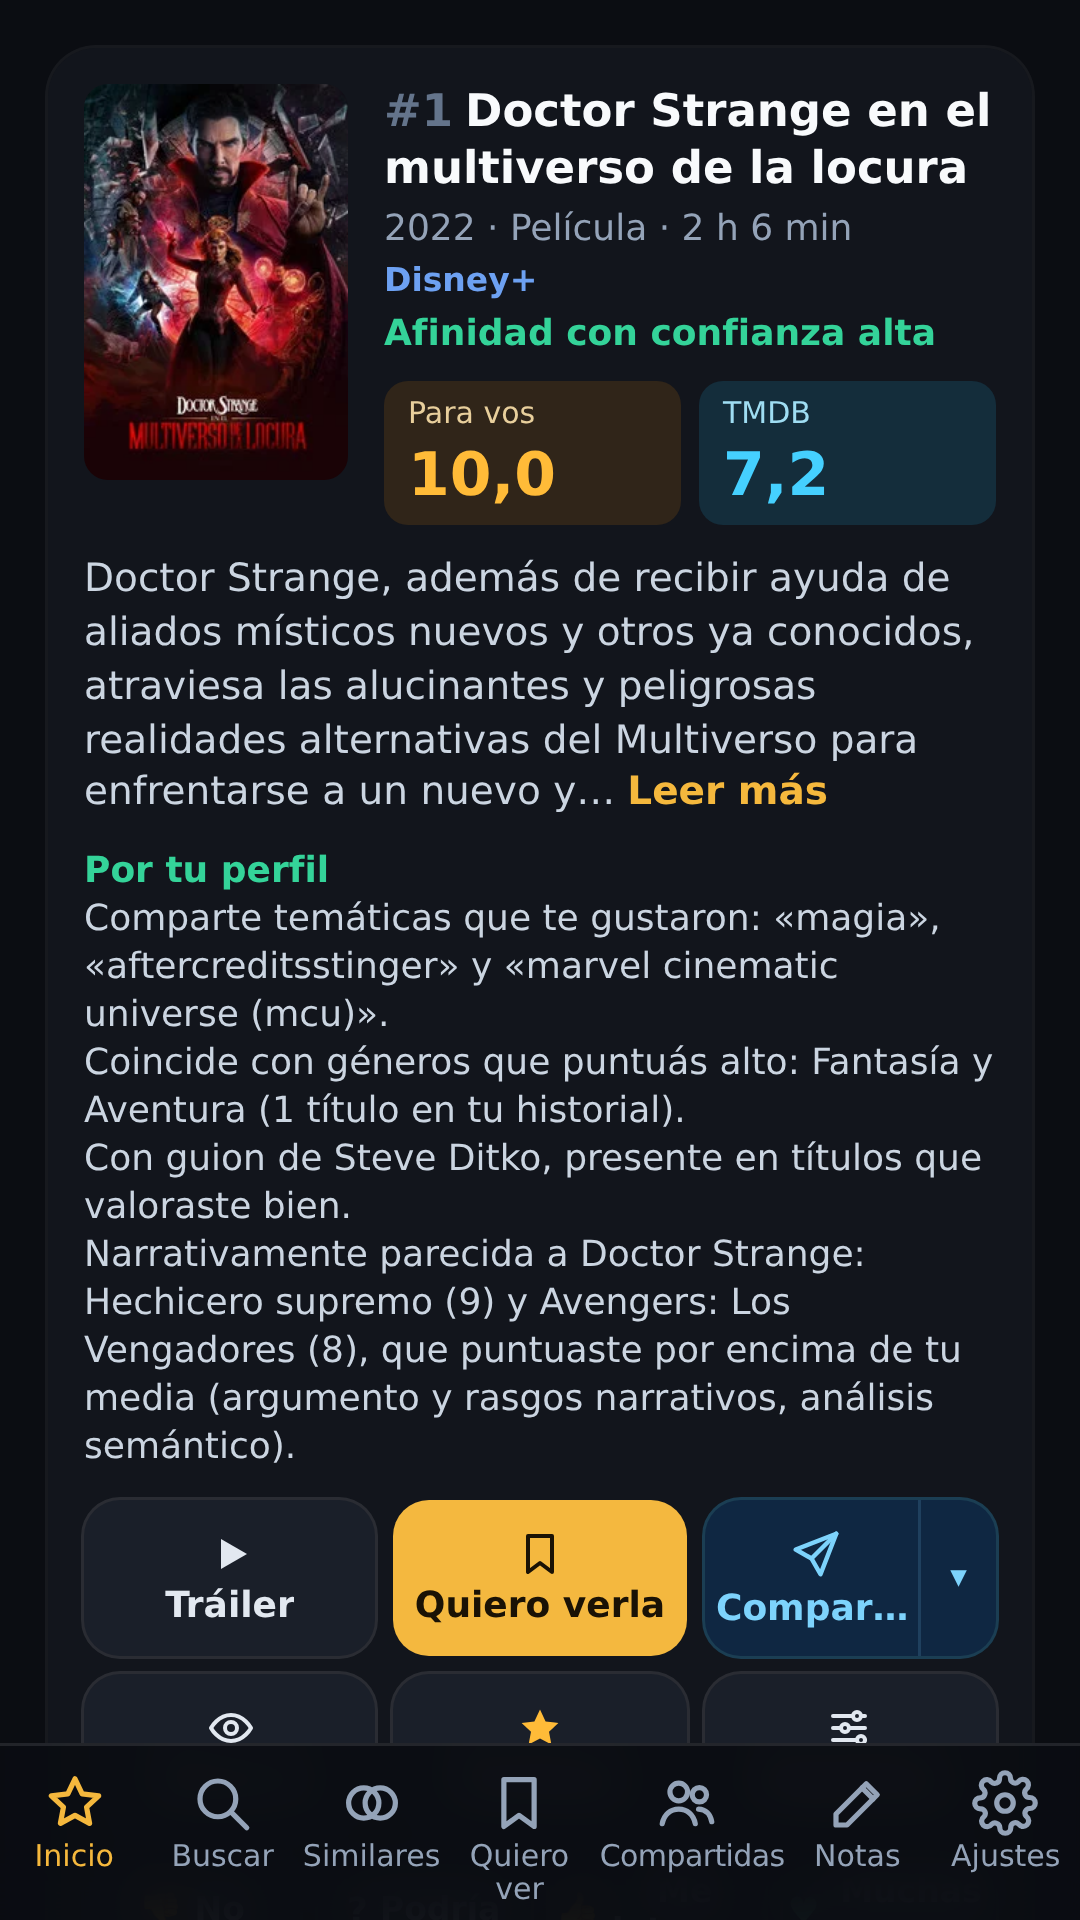 #1 Doctor Strange en el
multiverso de la locura
2022 · Película · 2 h 6 min
Disney+
Afinidad con confianza alta
Para vos
10,0
TMDB
7,2
DOCTOR STRANGE
EN EL
MULTIVERSO DE LA LOCURA
Doctor Strange, además de recibir ayuda de
aliados místicos nuevos y otros ya conocidos,
atraviesa las alucinantes y peligrosas
realidades alternativas del Multiverso para
enfrentarse a un nuevo y... Leer más
Por tu perfil
Comparte temáticas que te gustaron: «magia»,
«aftercreditsstinger» y «marvel cinematic
universe (mcu)».
Coincide con géneros que puntuás alto: Fantasía y
Aventura (1 título en tu historial).
Con guion de Steve Ditko, presente en títulos que
valoraste bien.
Narrativamente parecida a Doctor Strange:
Hechicero supremo (9) y Avengers: Los
Vengadores (8), que puntuaste por encima de tu
media (argumento y rasgos narrativos, análisis
semántico).
Tráiler
Quiero verla
Compar...
Inicio
Buscar
Similares
Quiero
ver
Compartidas
Notas
Ajustes
No
? Podría